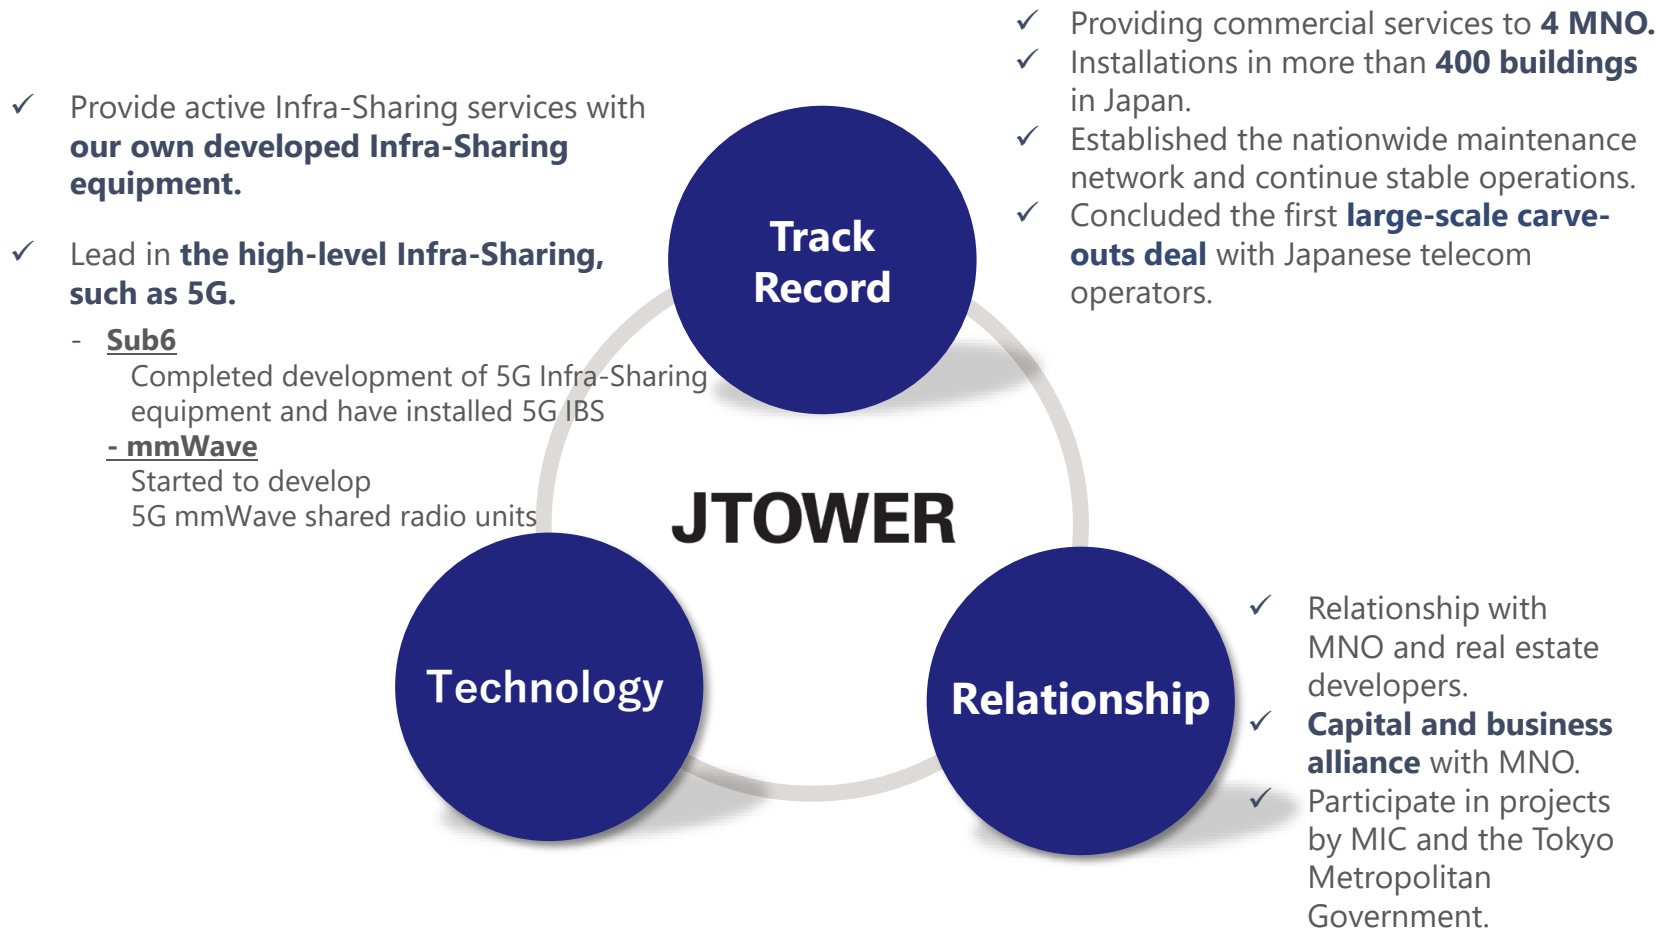 ✓ Provide active Infra-Sharing services with
our own developed Infra-Sharing
equipment.
✓ Lead in the high-level Infra-Sharing,
such as 5G.
- Sub6
Completed development of 5G Infra-Sharing
equipment and have installed 5G IBS
- mmWave
Started to develop
5G mmWave shared radio units
✓ Providing commercial services to 4 MNO.
✓ Installations in more than 400 buildings
in Japan.
✓ Established the nationwide maintenance
network and continue stable operations.
✓ Concluded the first large-scale carve-
outs deal with Japanese telecom
operators.
Track
Record
JTOWER
Technology
Relationship
✓ Relationship with
MNO and real estate
developers.
✓ Capital and business
alliance with MNO.
✓ Participate in projects
by MIC and the Tokyo
Metropolitan
Government.